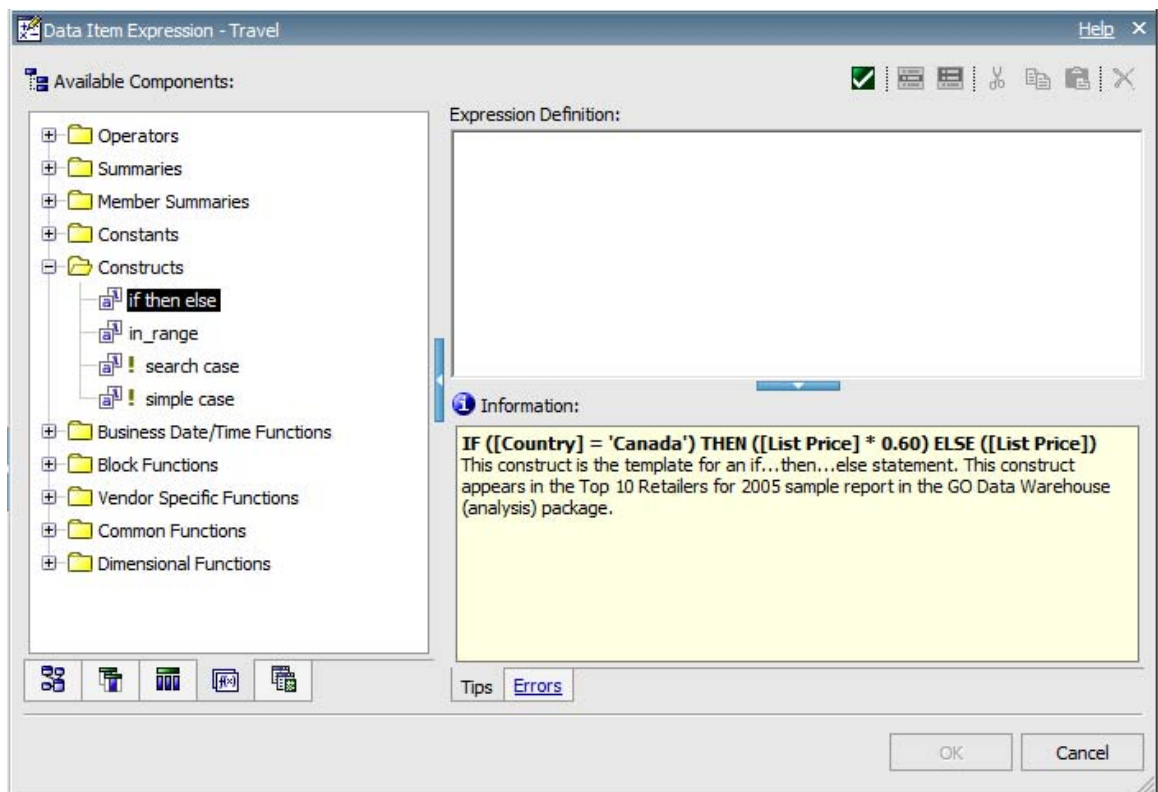 Data Item Expression - Travel
Help
Available Components:
Operators
Summaries
Member Summaries
Constants
Constructs
if then else
in_range
! search case
! simple case
Business Date/Time Functions
Block Functions
Vendor Specific Functions
Common Functions
Dimensional Functions
Expression Definition:
Information:
IF ([Country] = 'Canada') THEN ([List Price] * 0.60) ELSE ([List Price])
This construct is the template for an if...then...else statement. This construct
appears in the Top 10 Retailers for 2005 sample report in the GO Data Warehouse
(analysis) package.
Tips
Errors
OK
Cancel